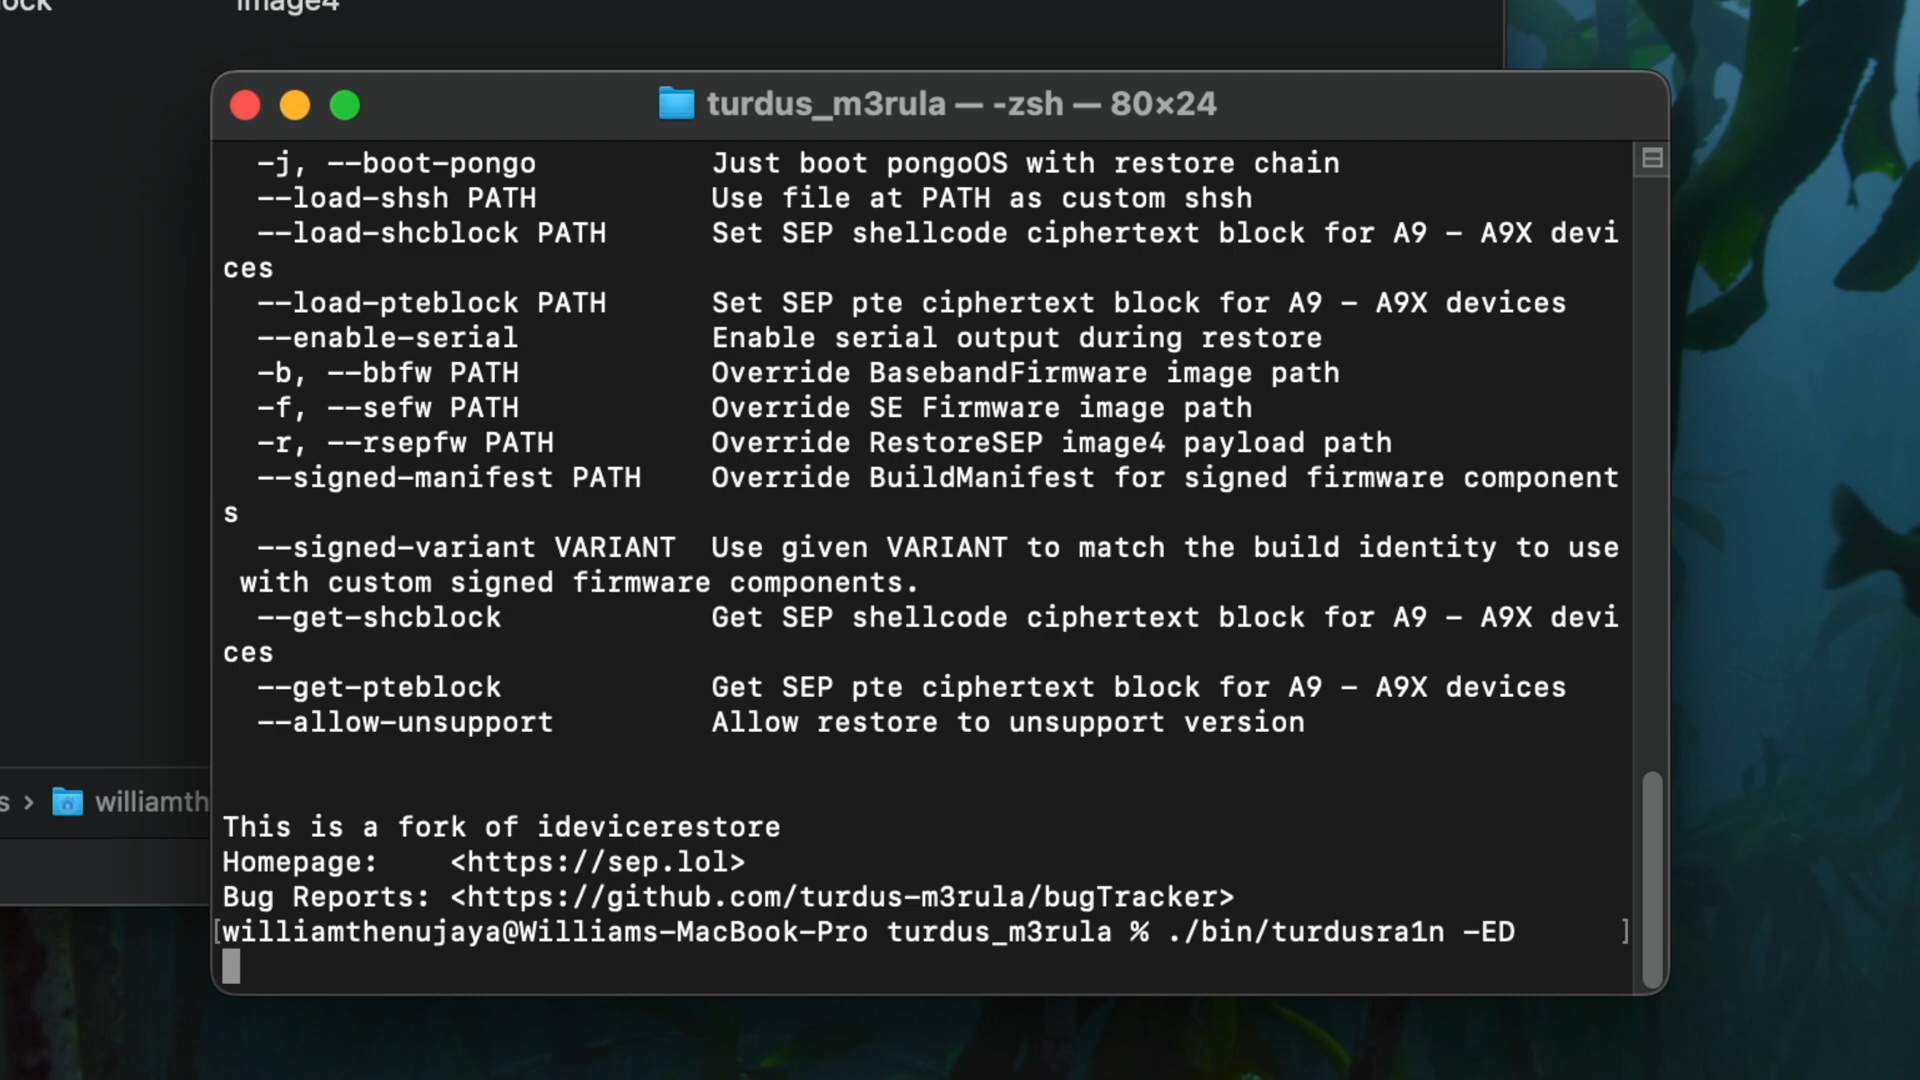 image4
turdus_m3rula — -zsh — 80×24
-j, --boot-pongo Just boot pongoOS with restore chain
--load-shsh PATH Use file at PATH as custom shsh
--load-shcblock PATH Set SEP shellcode ciphertext block for A9 - A9X devi
ces
--load-pteblock PATH Set SEP pte ciphertext block for A9 - A9X devices
--enable-serial Enable serial output during restore
-b, --bbfw PATH Override BasebandFirmware image path
-f, --sefw PATH Override SE Firmware image path
-r, --rsepfw PATH Override RestoreSEP image4 payload path
--signed-manifest PATH Override BuildManifest for signed firmware component
s
--signed-variant VARIANT Use given VARIANT to match the build identity to use
with custom signed firmware components.
--get-shcblock Get SEP shellcode ciphertext block for A9 - A9X devi
ces
--get-pteblock Get SEP pte ciphertext block for A9 - A9X devices
--allow-unsupport Allow restore to unsupport version
s › williamth
This is a fork of idevicerestore
Homepage: <https://sep.lol>
Bug Reports: <https://github.com/turdus-m3rula/bugTracker>
[williamthenujaya@Williams-MacBook-Pro turdus_m3rula % ./bin/turdusra1n -ED ]